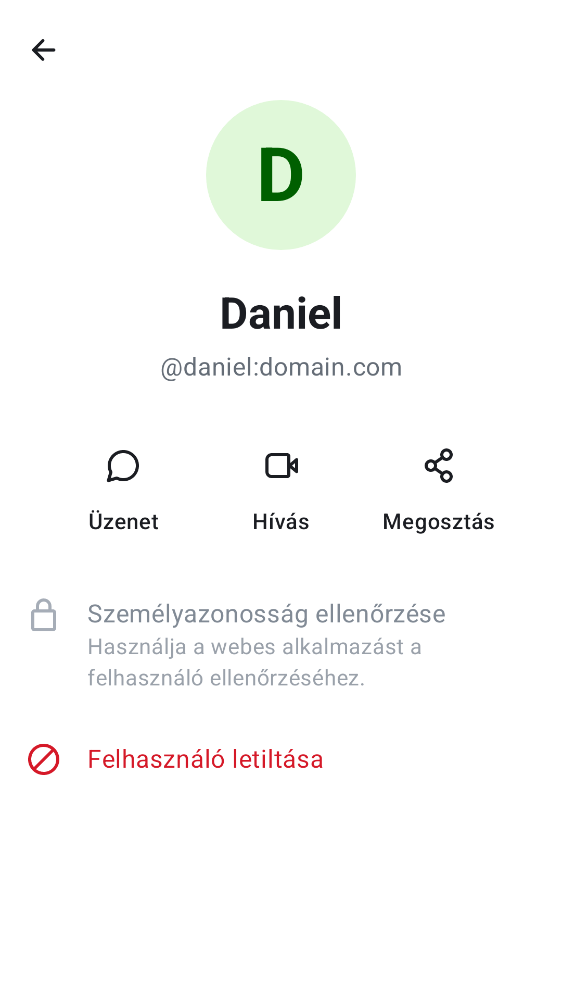 D
Daniel
@daniel:domain.com
Üzenet Hívás Megosztás
Személyazonosság ellenőrzése
Használja a webes alkalmazást a
felhasználó ellenőrzéséhez.
Felhasználó letiltása